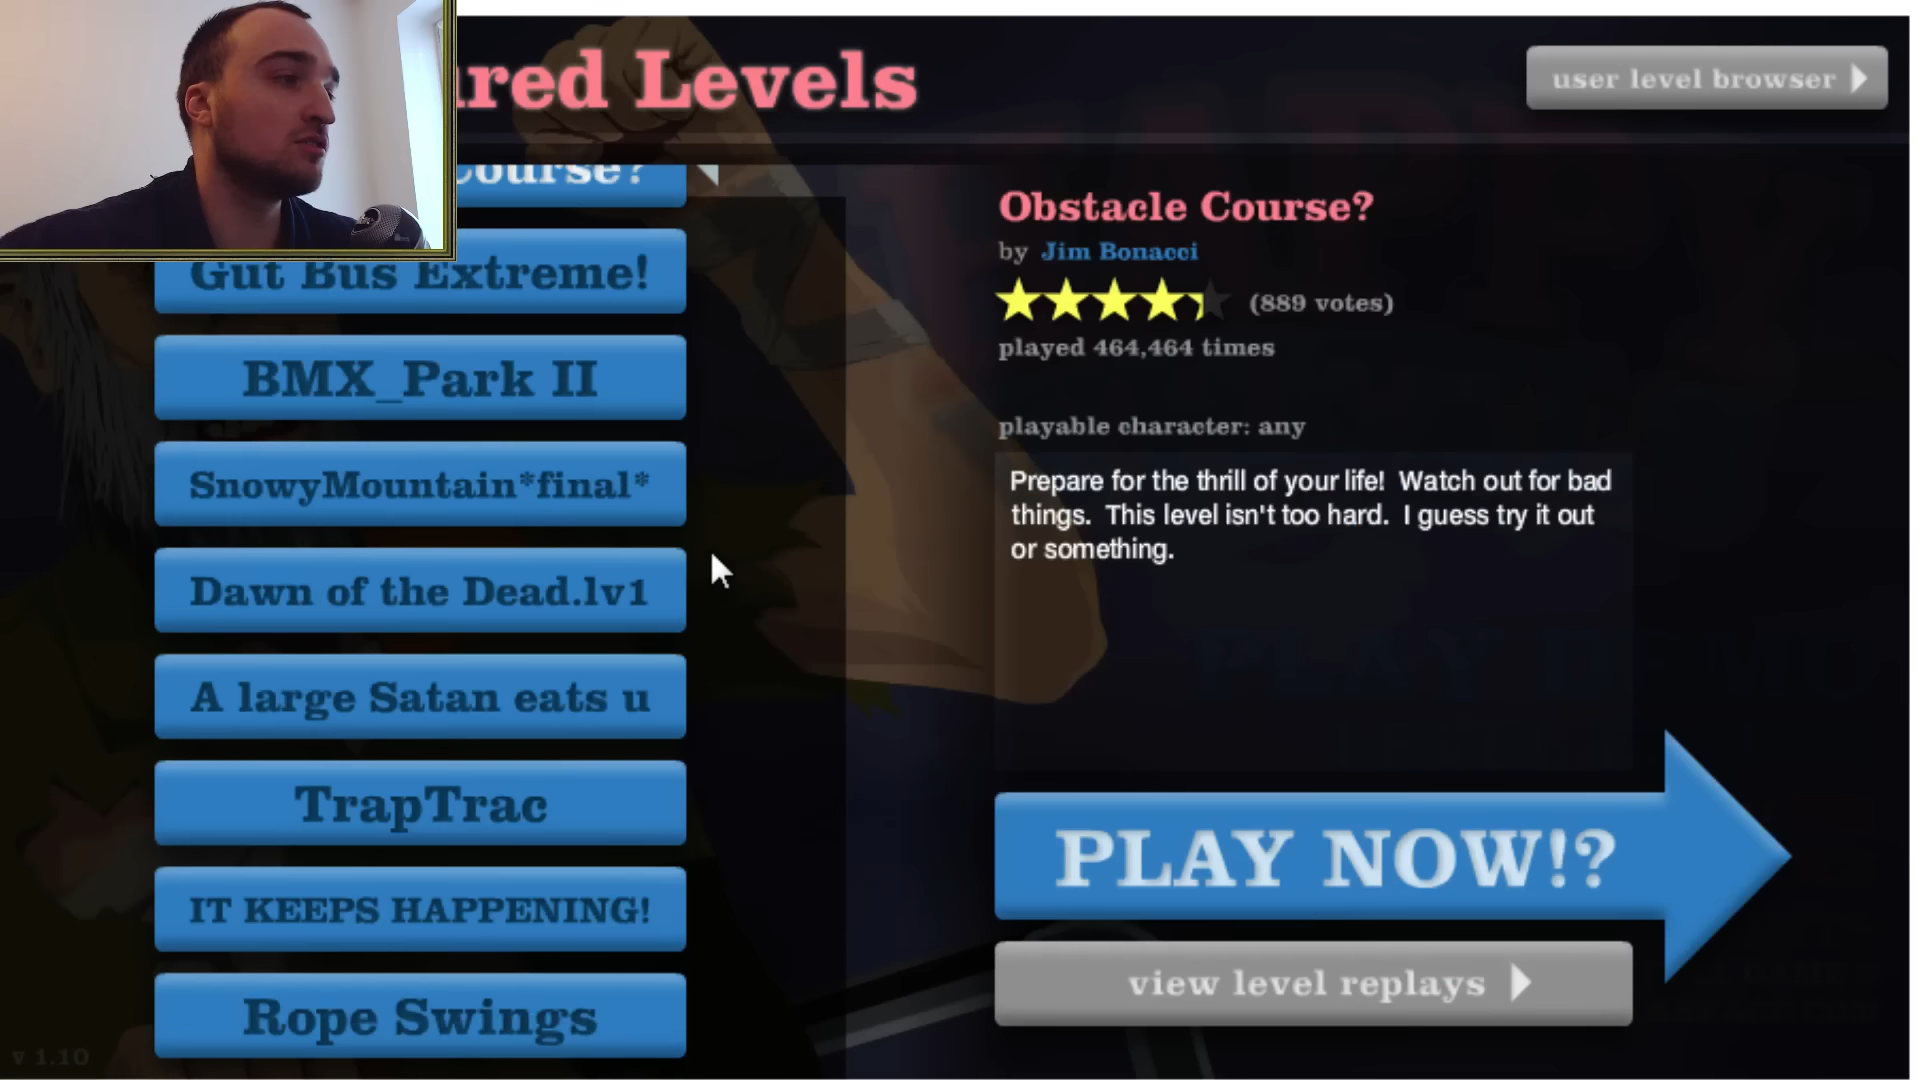 red Levels
user level browser
Course?
Gut Bus Extreme!
BMX_Park II
SnowyMountain*final*
Dawn of the Dead.lv1
A large Satan eats u
TrapTrac
IT KEEPS HAPPENING!
Rope Swings
v 1.10
Obstacle Course?
by Jim Bonacci
(889 votes)
played 464,464 times
playable character: any
Prepare for the thrill of your life! Watch out for bad
things. This level isn't too hard. I guess try it out
or something.
PLAY NOW!?
view level replays